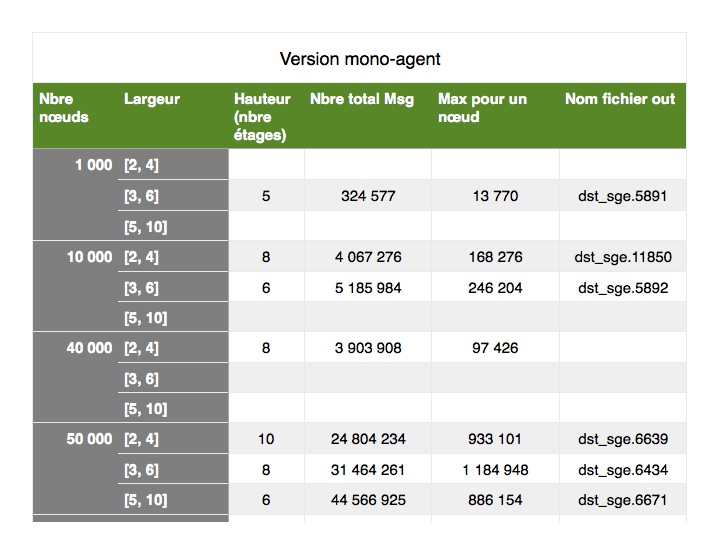 Version mono-agent
Nbre nœuds Largeur Hauteur (nbre étages) Nbre total Msg Max pour un nœud Nom fichier out
1 000 [2, 4]
[3, 6] 5 324 577 13 770 dst_sge.5891
[5, 10]
10 000 [2, 4] 8 4 067 276 168 276 dst_sge.11850
[3, 6] 6 5 185 984 246 204 dst_sge.5892
[5, 10]
40 000 [2, 4] 8 3 903 908 97 426
[3, 6]
[5, 10]
50 000 [2, 4] 10 24 804 234 933 101 dst_sge.6639
[3, 6] 8 31 464 261 1 184 948 dst_sge.6434
[5, 10] 6 44 566 925 886 154 dst_sge.6671